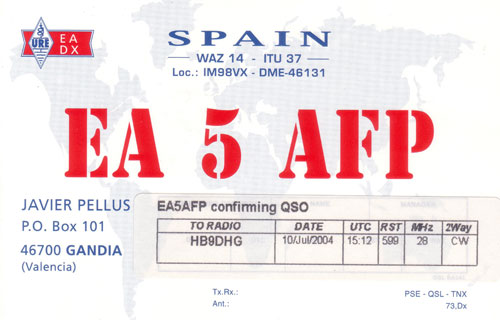 URE
EA
DX
SPAIN
WAZ 14 - ITU 37
Loc.: IM98VX - DME-46131
EA 5 AFP
JAVIER PELLUS
P.O. Box 101
46700 GANDIA
(Valencia)
EA5AFP confirming QSO
TO RADIO DATE UTC RST MHz 2Way
HB9DHG 10/Jul/2004 15:12 599 28 CW
Tx.Rx.:
Ant.:
PSE - QSL - TNX
73.Dx